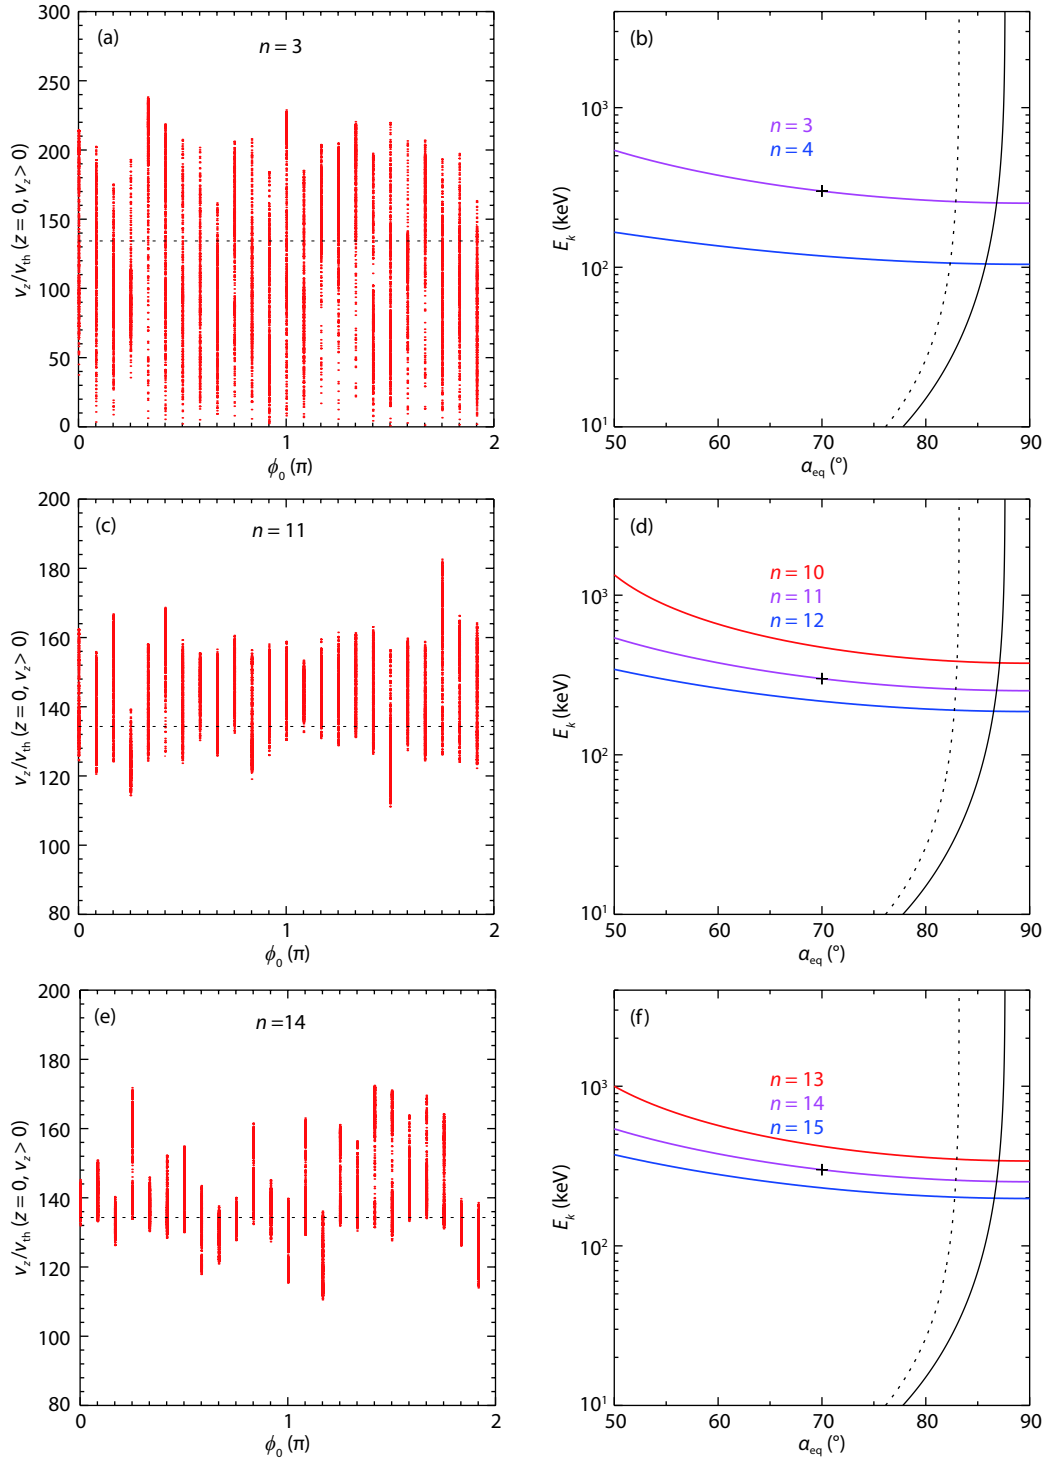 (a)
n = 3
300
250
200
150
100
50
0
v_z/v_th (z = 0, v_z > 0)
0
1
2
ϕ_0 (π)
(b)
n = 3
n = 4
10^3
10^2
10^1
E_k (keV)
50
60
70
80
90
α_eq (°)
(c)
n = 11
200
180
160
140
120
100
80
v_z/v_th (z = 0, v_z > 0)
0
1
2
ϕ_0 (π)
(d)
n = 10
n = 11
n = 12
10^3
10^2
10^1
E_k (keV)
50
60
70
80
90
α_eq (°)
(e)
n =14
200
180
160
140
120
100
80
v_z/v_th (z = 0, v_z > 0)
0
1
2
ϕ_0 (π)
(f)
n = 13
n = 14
n = 15
10^3
10^2
10^1
E_k (keV)
50
60
70
80
90
α_eq (°)